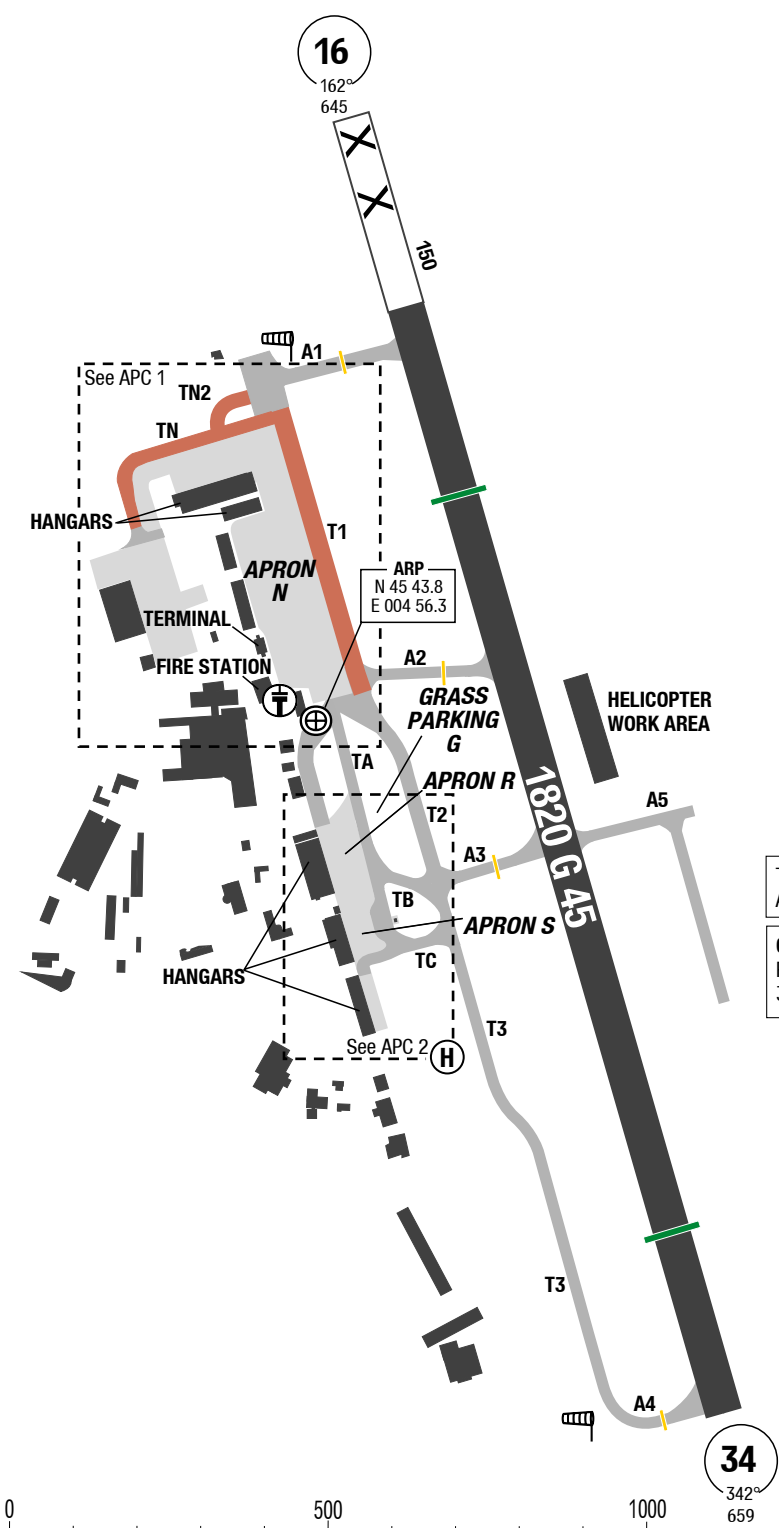 16
162°
645
150
A1
See APC 1
TN2
TN
HANGARS
T1
APRON
N
ARP
N 45 43.8
E 004 56.3
TERMINAL
A2
FIRE STATION
GRASS
PARKING
G
HELICOPTER
WORK AREA
TA
APRON R
1820 G 45
T2
A5
A3
TB
APRON S
TC
HANGARS
T3
See APC 2
H
T3
A4
34
342°
659
0
500
1000